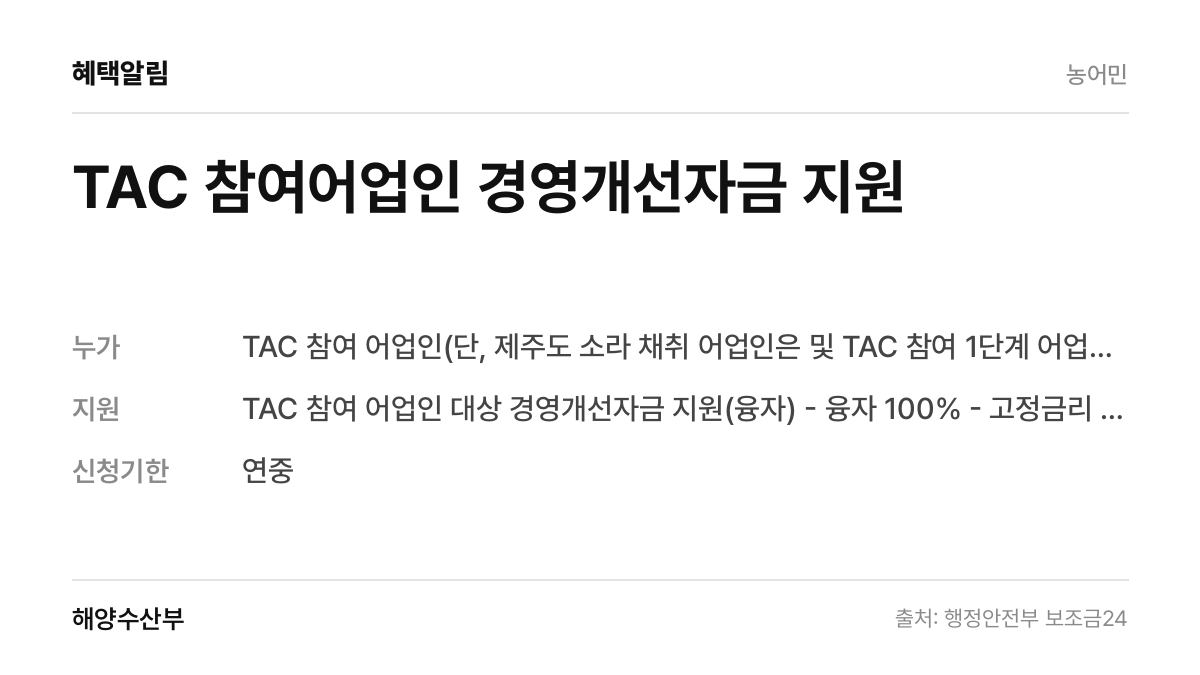 혜택알림
농어민
TAC 참여어업인 경영개선자금 지원
누가 TAC 참여 어업인(단, 제주도 소라 채취 어업인은 및 TAC 참여 1단계 어업...
지원 TAC 참여 어업인 대상 경영개선자금 지원(융자) - 융자 100% - 고정금리 ...
신청기한 연중
해양수산부
출처: 행정안전부 보조금24